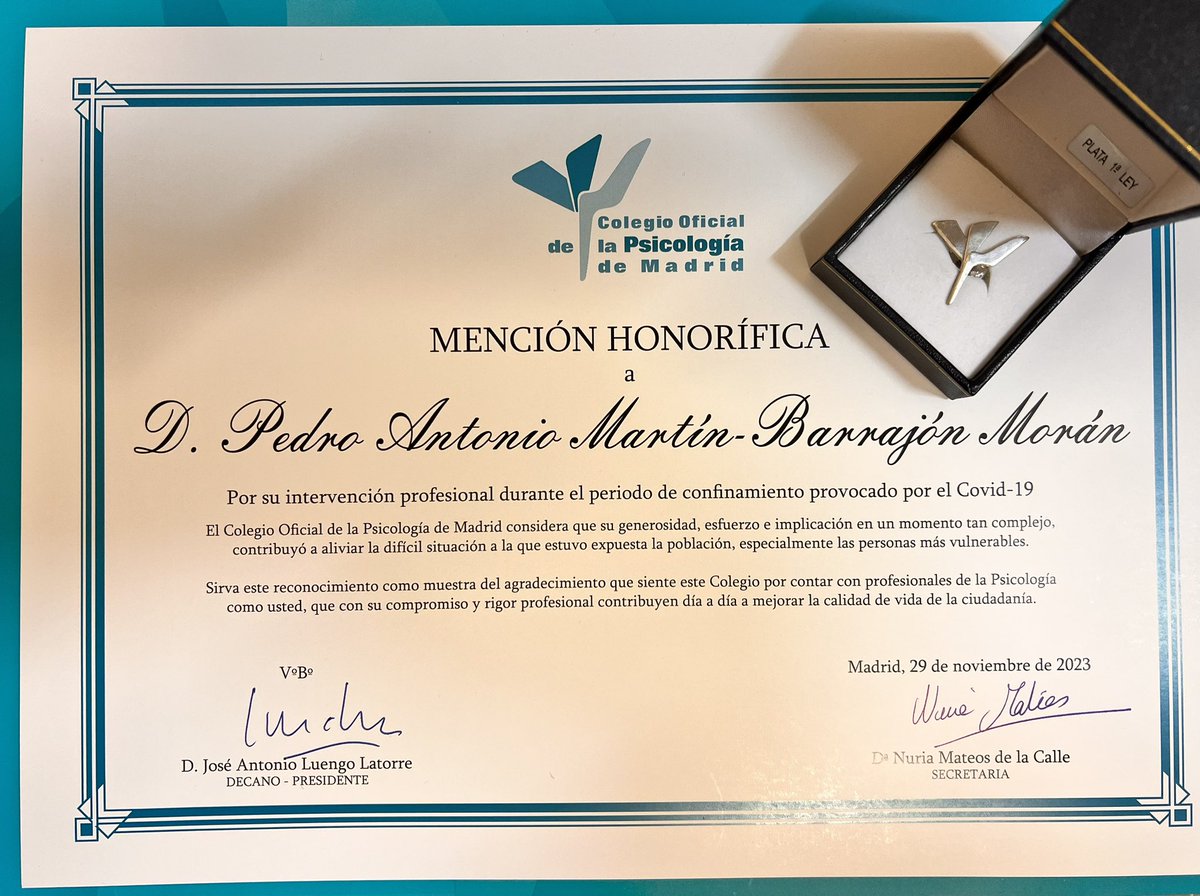 Colegio Oficial
de la Psicología
de Madrid
PLATA 1ª LEY
MENCIÓN HONORÍFICA
a
D. Pedro Antonio Martín-Barrajón Morán
Por su intervención profesional durante el periodo de confinamiento provocado por el Covid-19
El Colegio Oficial de la Psicología de Madrid considera que su generosidad, esfuerzo e implicación en un momento tan complejo,
contribuyó a aliviar la difícil situación a la que estuvo expuesta la población, especialmente las personas más vulnerables.
Sirva este reconocimiento como muestra del agradecimiento que siente este Colegio por contar con profesionales de la Psicología
como usted, que con su compromiso y rigor profesional contribuyen día a día a mejorar la calidad de vida de la ciudadanía.
VºBº
D. José Antonio Luengo Latorre
DECANO - PRESIDENTE
Madrid, 29 de noviembre de 2023
Dª Nuria Mateos de la Calle
SECRETARIA